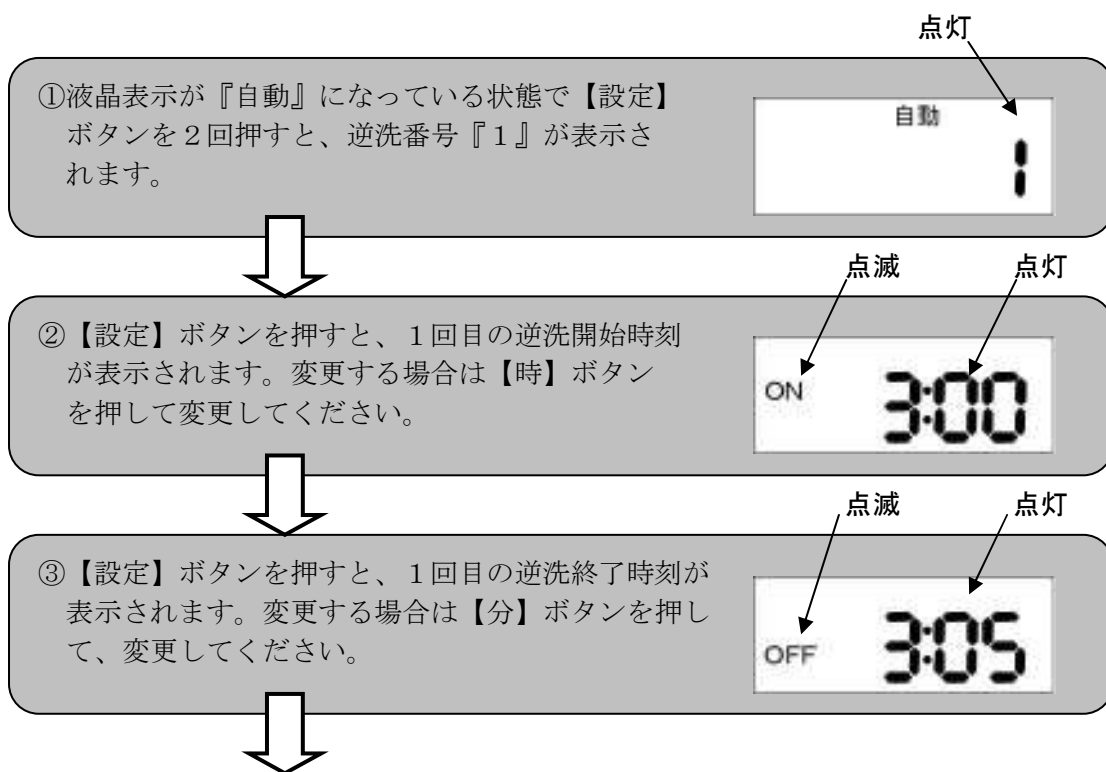 点灯
①液晶表示が『自動』になっている状態で【設定】
ボタンを２回押すと、逆洗番号『１』が表示さ
れます。
自動
1
点滅 点灯
②【設定】ボタンを押すと、１回目の逆洗開始時刻
が表示されます。変更する場合は【時】ボタン
を押して変更してください。
ON 3:00
点滅 点灯
③【設定】ボタンを押すと、１回目の逆洗終了時刻が
表示されます。変更する場合は【分】ボタンを押し
て、変更してください。
OFF 3:05